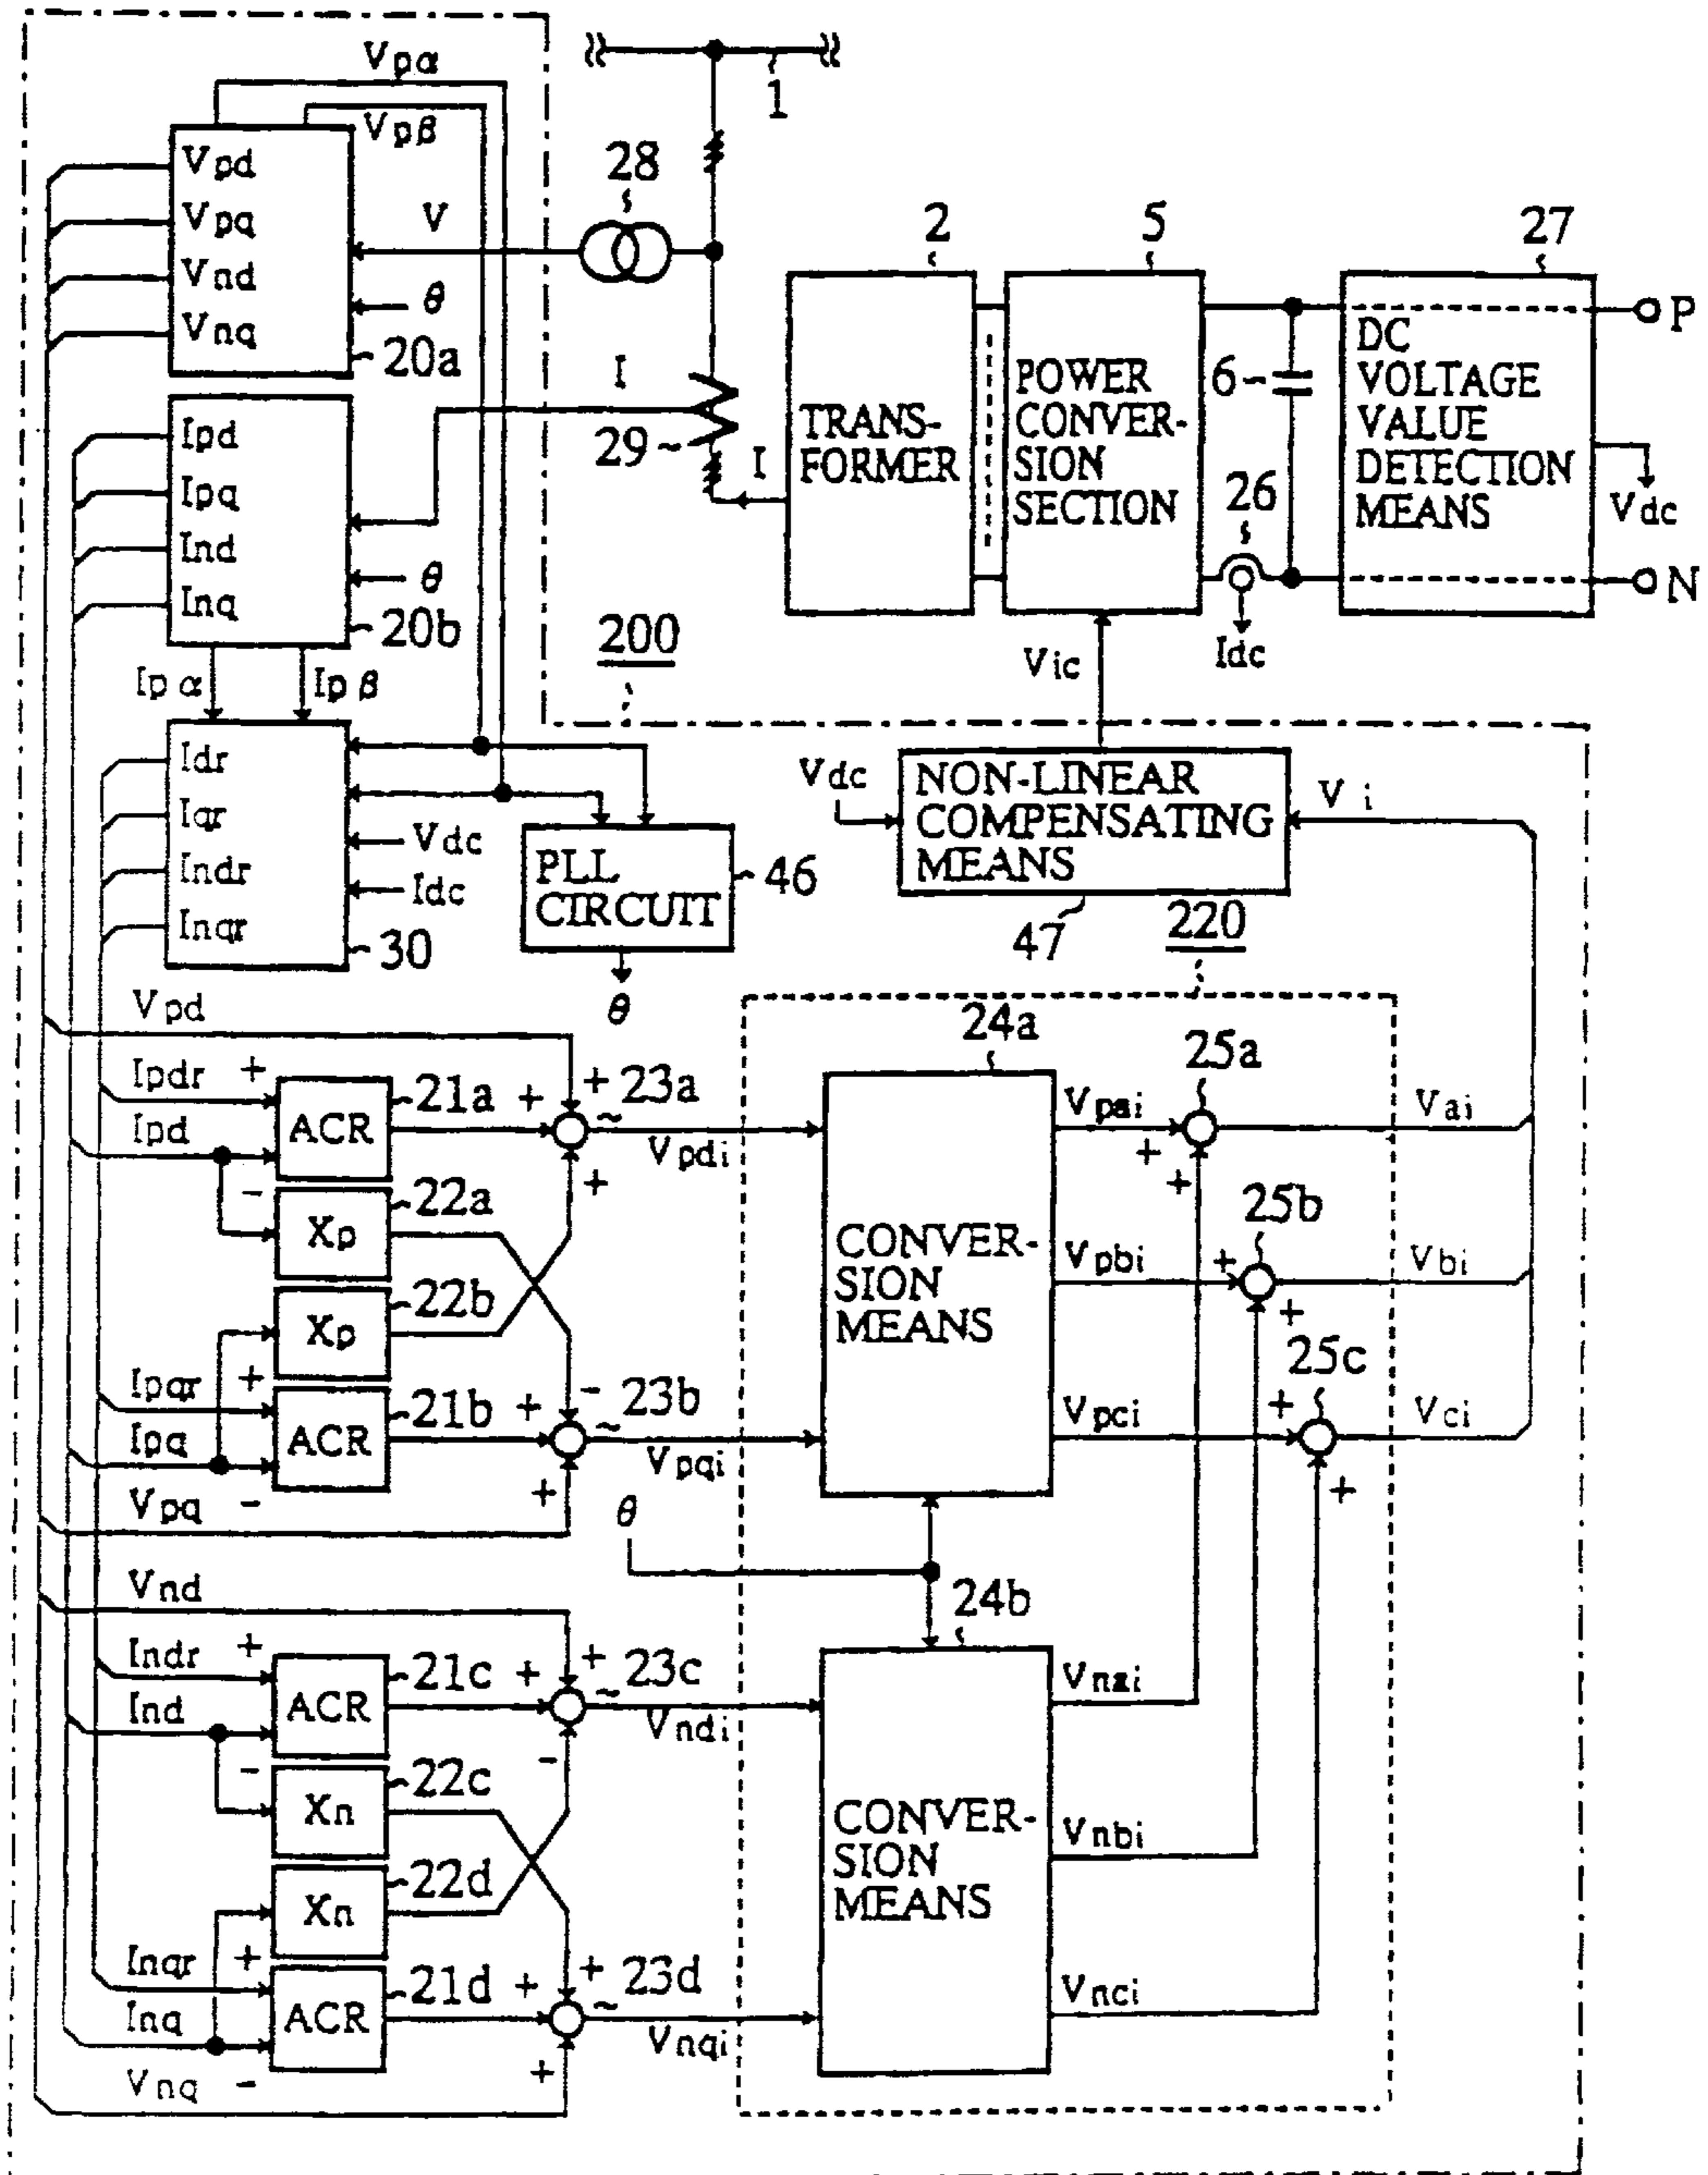 Vpα
Vpβ
1
Vpd
Vpq
Vnd
Vnq
V
θ
20a
28
2
5
27
I
29
I
TRANS-
FORMER
POWER
CONVER-
SION
SECTION
6
26
Idc
DC
VOLTAGE
VALUE
DETECTION
MEANS
P
Vdc
N
Ipd
Ipq
Ind
Inq
θ
20b
200
Vic
Ipα
Ipβ
Idr
Iqr
Indr
Inqr
Vdc
Idc
30
PLL
CIRCUIT
46
θ
Vdc
NON-LINEAR
COMPENSATING
MEANS
Vi
47
220
Vpd
Ipdr
+
Ipd
-
ACR
21a
+
+
23a
+
Vpdi
Xp
22a
Xp
22b
Ipqr
+
Ipq
-
ACR
21b
+
-
23b
+
Vpqi
Vpq
24a
CONVER-
SION
MEANS
Vpai
+
+
25a
Vai
Vpbi
+
+
25b
Vbi
Vpci
+
+
25c
Vci
θ
Vnd
Indr
+
Ind
-
ACR
21c
+
+
23c
-
Vndi
Xn
22c
Xn
22d
Inqr
+
Inq
-
ACR
21d
+
+
23d
+
Vnqi
Vnq
24b
CONVER-
SION
MEANS
Vnai
Vnbi
Vnci